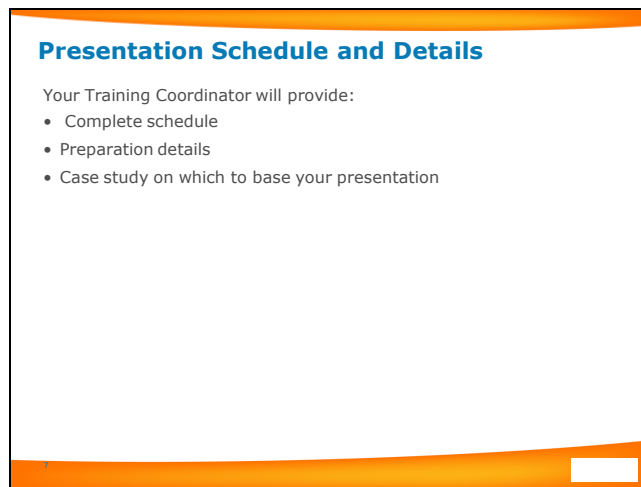 Presentation Schedule and Details
Your Training Coordinator will provide:
• Complete schedule
• Preparation details
• Case study on which to base your presentation
7